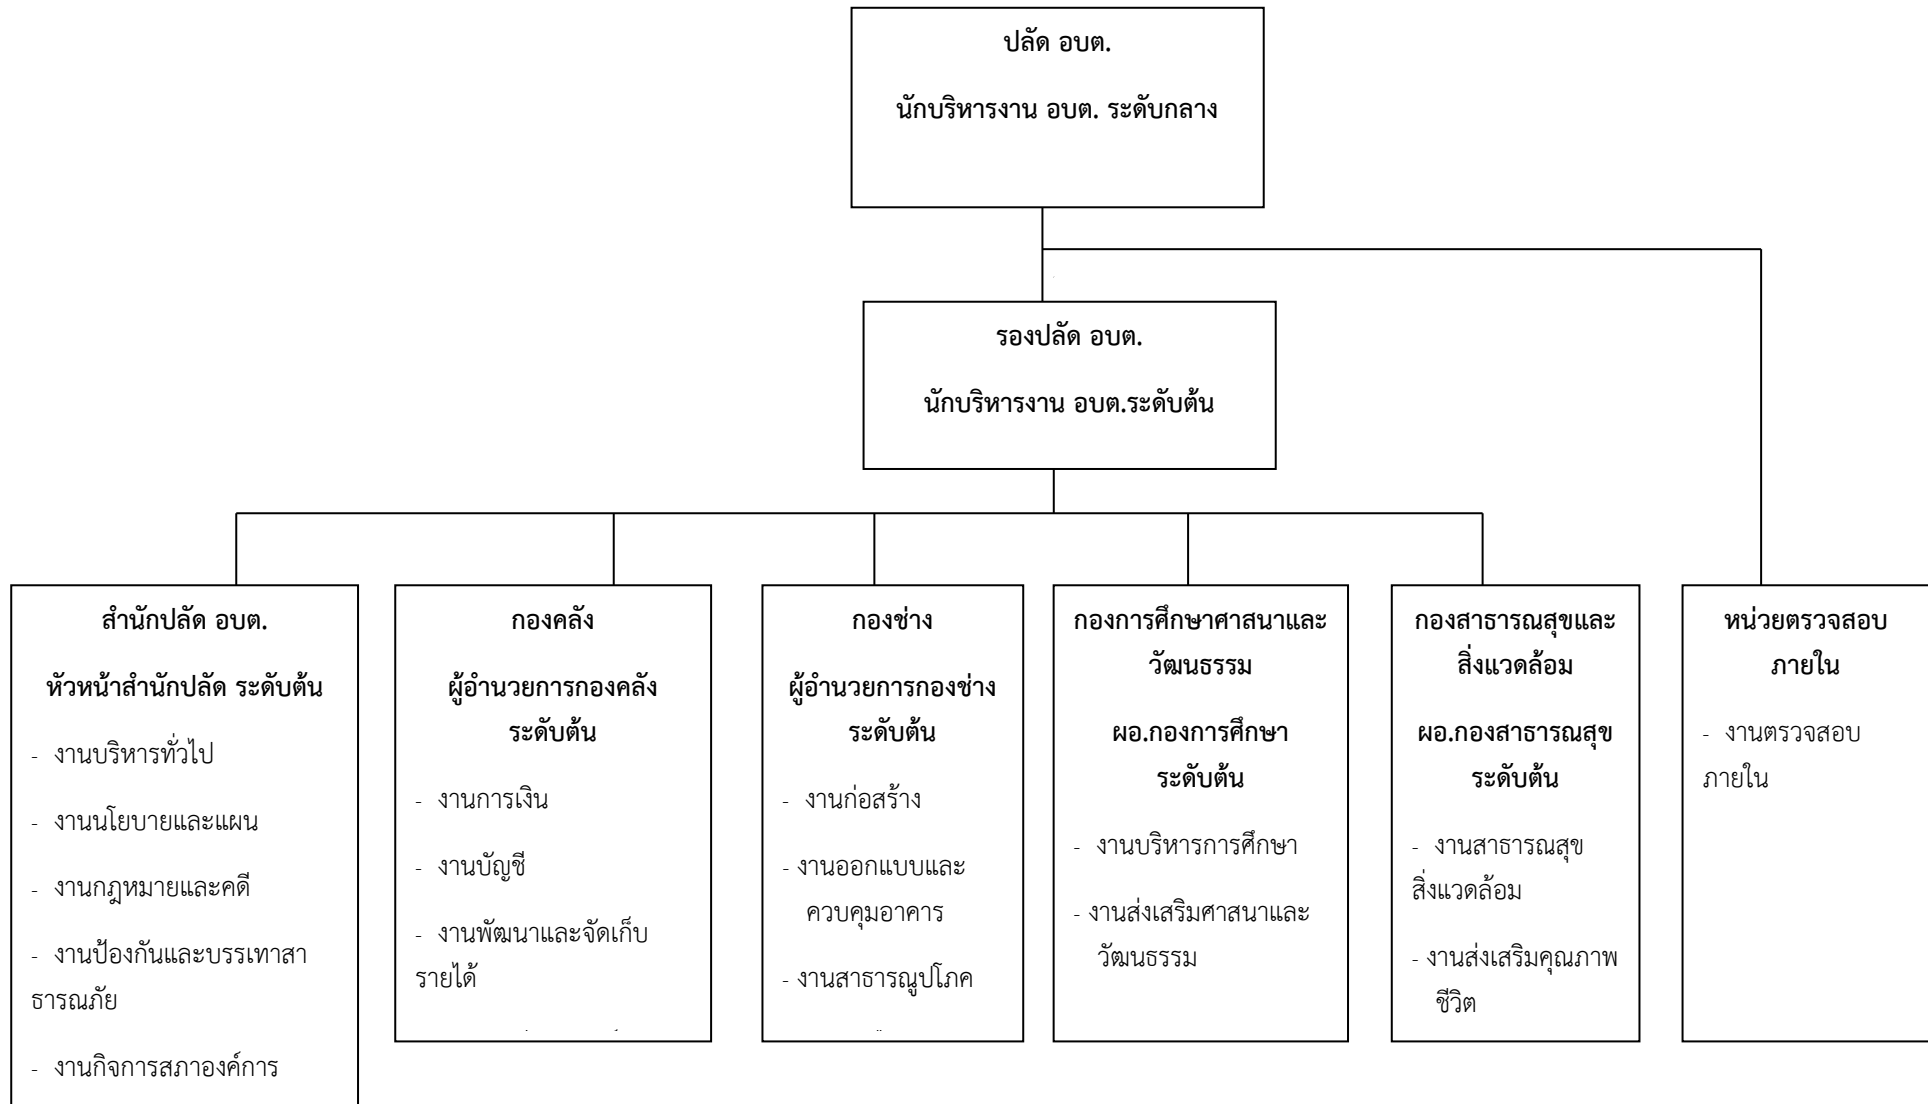 ปลัด อบต.
นักบริหารงาน อบต. ระดับกลาง
รองปลัด อบต.
นักบริหารงาน อบต.ระดับต้น
สำนักปลัด อบต.
หัวหน้าสำนักปลัด ระดับต้น
- งานบริหารทั่วไป
- งานนโยบายและแผน
- งานกฎหมายและคดี
- งานป้องกันและบรรเทาสา
ธารณภัย
- งานกิจการสภาองค์การ
กองคลัง
ผู้อำนวยการกองคลัง
ระดับต้น
- งานการเงิน
- งานบัญชี
- งานพัฒนาและจัดเก็บ
รายได้
กองช่าง
ผู้อำนวยการกองช่าง
ระดับต้น
- งานก่อสร้าง
- งานออกแบบและ
ควบคุมอาคาร
- งานสาธารณูปโภค
กองการศึกษาศาสนาและ
วัฒนธรรม
ผอ.กองการศึกษา
ระดับต้น
- งานบริหารการศึกษา
- งานส่งเสริมศาสนาและ
วัฒนธรรม
กองสาธารณสุขและ
สิ่งแวดล้อม
ผอ.กองสาธารณสุข
ระดับต้น
- งานสาธารณสุข
สิ่งแวดล้อม
- งานส่งเสริมคุณภาพ
ชีวิต
หน่วยตรวจสอบ
ภายใน
- งานตรวจสอบ
ภายใน